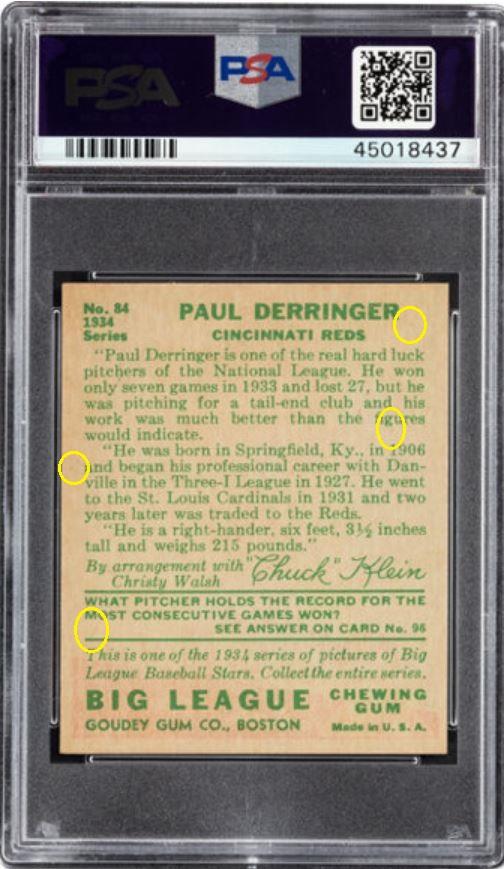 PSA
PSA
45018437
No. 84
1934
Series
PAUL DERRINGER
CINCINNATI REDS
"Paul Derringer is one of the real hard luck
pitchers of the National League. He won
only seven games in 1933 and lost 27, but he
was pitching for a tail-end club and his
work was much better than the figures
would indicate.
"He was born in Springfield, Ky., in 1906
and began his professional career with Dan-
ville in the Three-I League in 1927. He went
to the St. Louis Cardinals in 1931 and two
years later was traded to the Reds.
"He is a right-hander, six feet, 3½ inches
tall and weighs 215 pounds."
By arrangement with "Chuck" Klein
Christy Walsh
WHAT PITCHER HOLDS THE RECORD FOR THE
MOST CONSECUTIVE GAMES WON?
SEE ANSWER ON CARD No. 96
This is one of the 1934 series of pictures of Big
League Baseball Stars. Collect the entire series.
BIG LEAGUE CHEWING GUM
GOUDEY GUM CO., BOSTON Made in U. S. A.